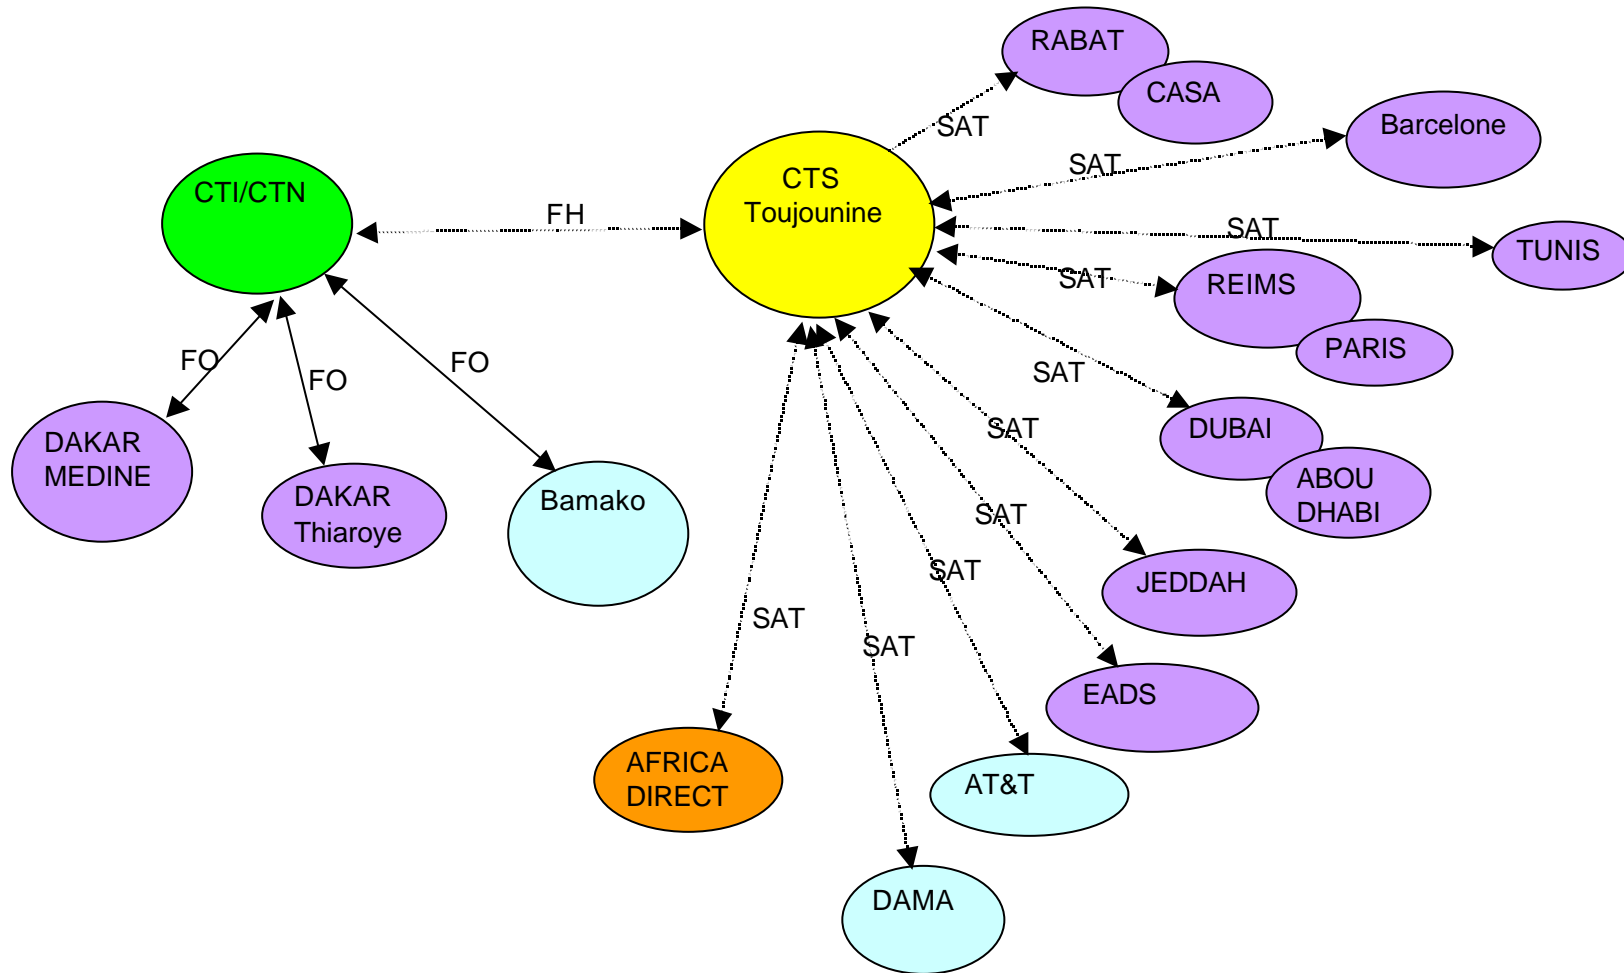 RABAT
CASA
SAT
Barcelone
SAT
CTI/CTN
CTS
Toujounine
FH
SAT
TUNIS
SAT
REIMS
PARIS
FO
FO
FO
SAT
DUBAI
ABOU
DHABI
DAKAR
MEDINE
DAKAR
Thiaroye
Bamako
SAT
SAT
JEDDAH
SAT
SAT
SAT
EADS
AFRICA
DIRECT
AT&T
DAMA